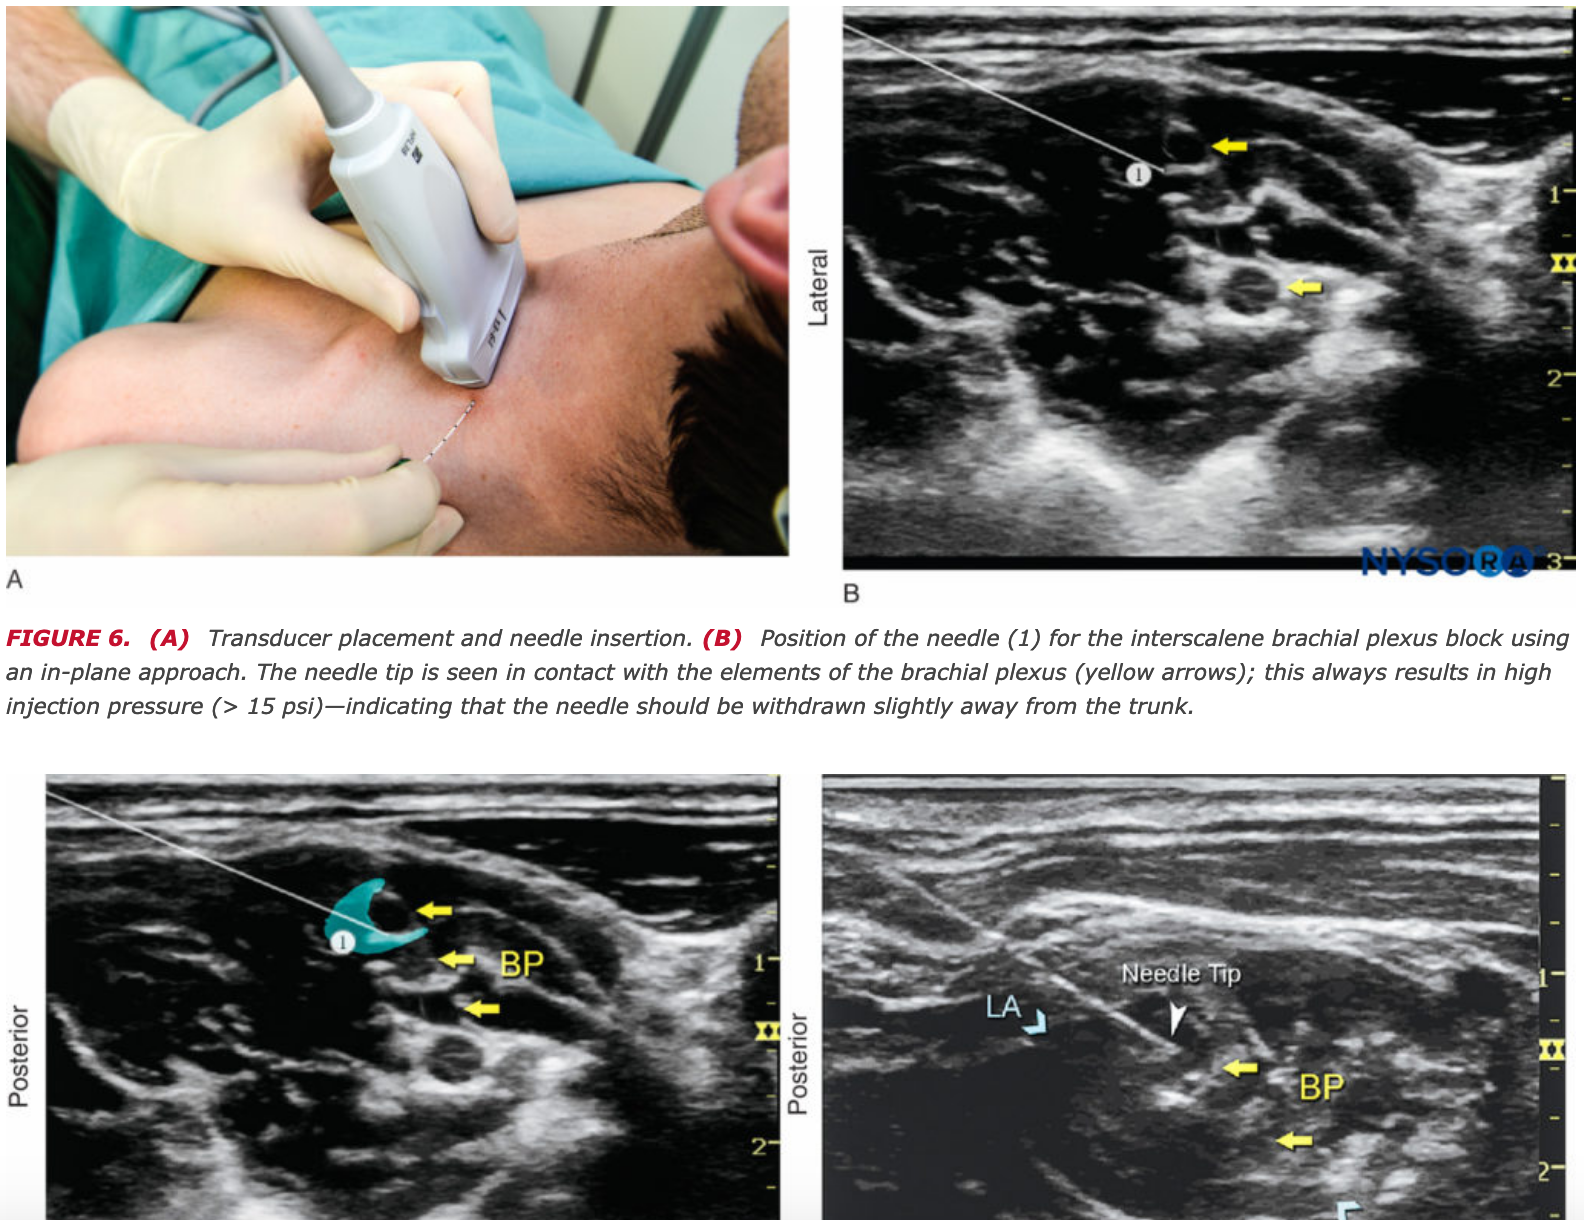 Lateral
1
1
2
3
NYSORA
A
B
FIGURE 6. (A) Transducer placement and needle insertion. (B) Position of the needle (1) for the interscalene brachial plexus block using
an in-plane approach. The needle tip is seen in contact with the elements of the brachial plexus (yellow arrows); this always results in high
injection pressure (> 15 psi)—indicating that the needle should be withdrawn slightly away from the trunk.
Posterior
1
BP
1
2
Posterior
Needle Tip
LA
BP
1
2